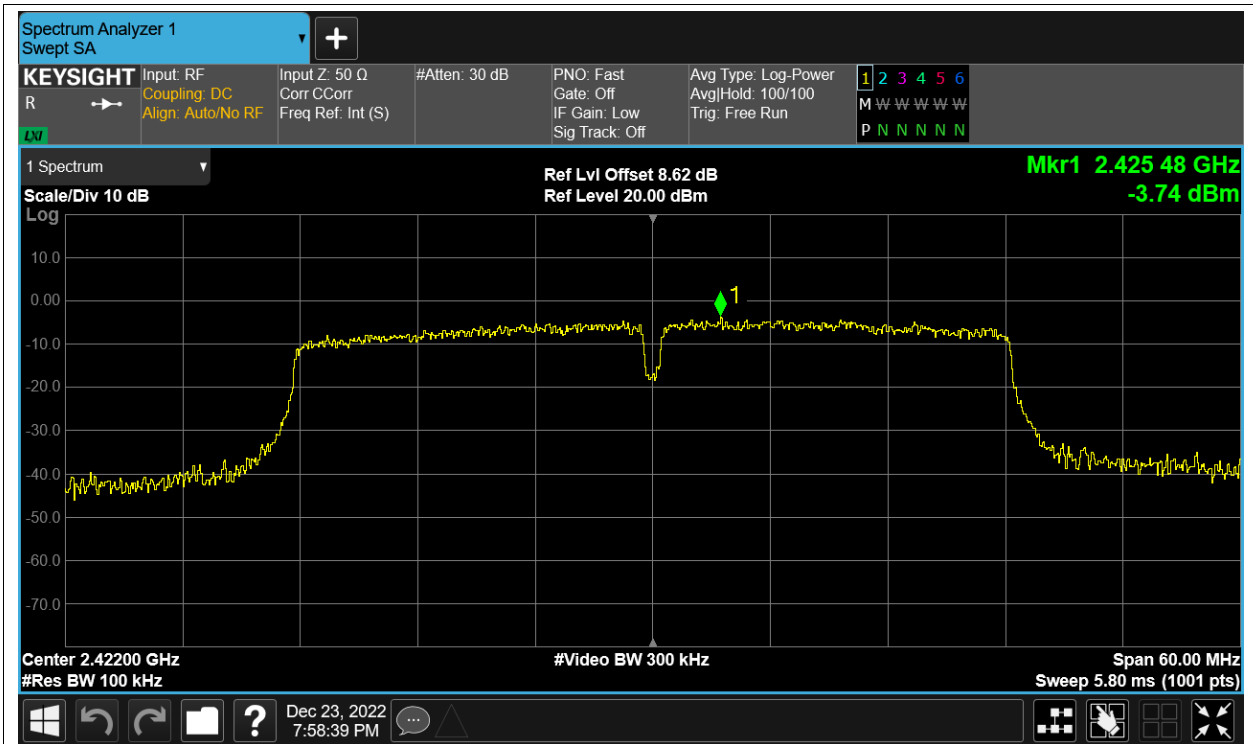 Spectrum Analyzer 1
Swept SA
KEYSIGHT Input: RF Input Z: 50 Ω #Atten: 30 dB PNO: Fast Avg Type: Log-Power 1 2 3 4 5 6
R Coupling: DC Corr CCorr Gate: Off Avg|Hold: 100/100 M W W W W W
Align: Auto/No RF Freq Ref: Int (S) IF Gain: Low Trig: Free Run
LXI Sig Track: Off P N N N N N
1 Spectrum
Ref Lvl Offset 8.62 dB Mkr1 2.425 48 GHz
Scale/Div 10 dB Ref Level 20.00 dBm -3.74 dBm
Log
10.0
0.00
1
-10.0
-20.0
-30.0
-40.0
-50.0
-60.0
-70.0
Center 2.42200 GHz #Video BW 300 kHz Span 60.00 MHz
#Res BW 100 kHz Sweep 5.80 ms (1001 pts)
? Dec 23, 2022
7:58:39 PM